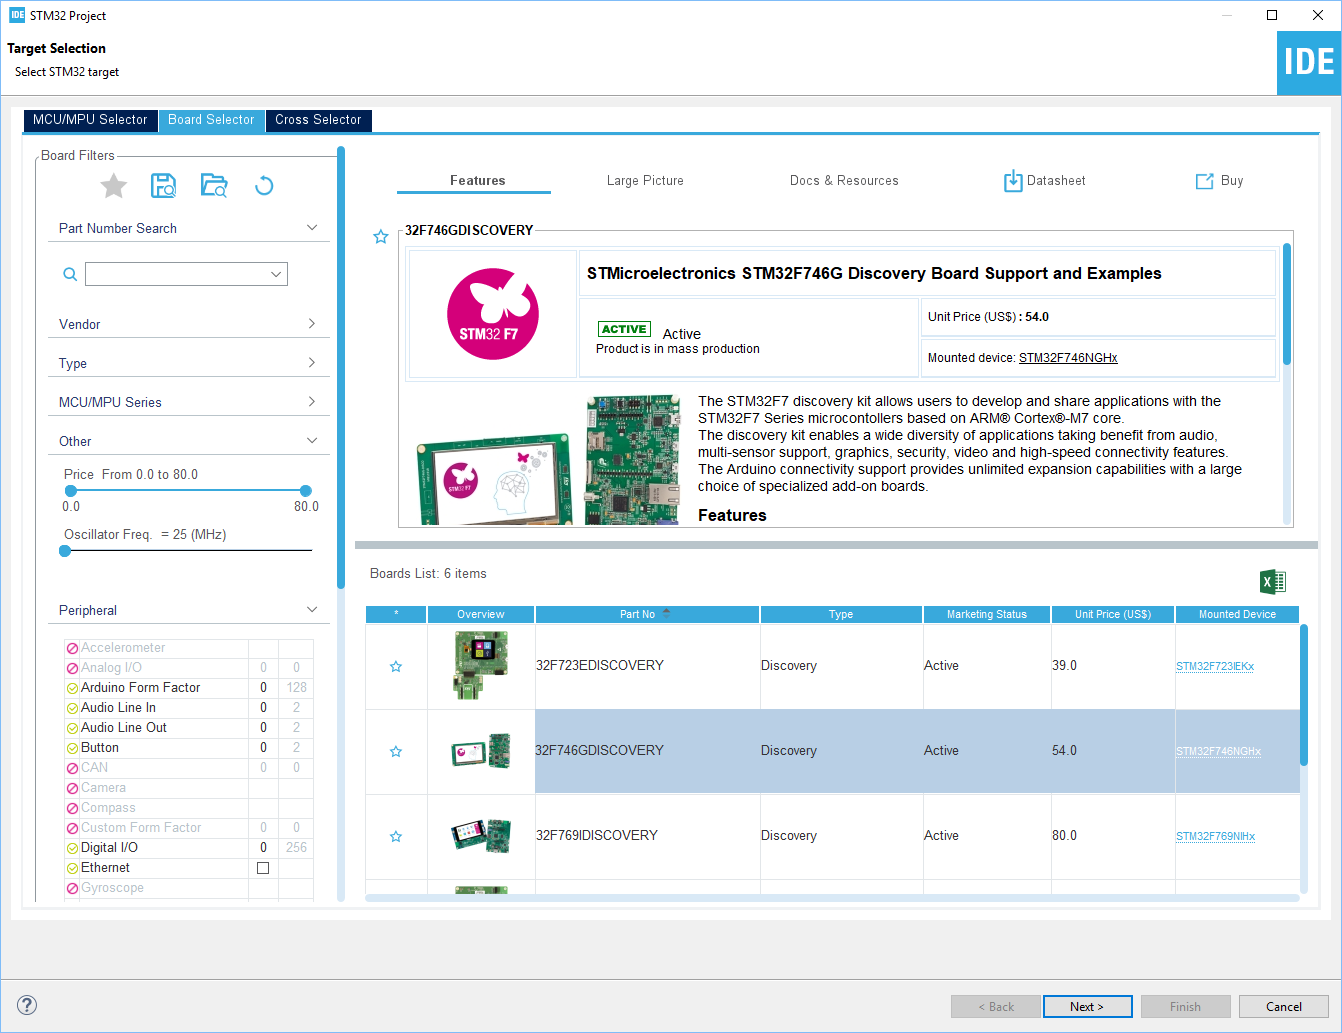 IDE STM32 Project
Target Selection
Select STM32 target
IDE
MCU/MPU Selector Board Selector Cross Selector
Board Filters
Part Number Search
Vendor
Type
MCU/MPU Series
Other
Price From 0.0 to 80.0
0.0 80.0
Oscillator Freq. = 25 (MHz)
Peripheral
Accelerometer
Analog I/O 0 0
Arduino Form Factor 0 128
Audio Line In 0 2
Audio Line Out 0 2
Button 0 2
CAN 0 0
Camera
Compass
Custom Form Factor 0 0
Digital I/O 0 256
Ethernet
Gyroscope
Features Large Picture Docs & Resources Datasheet Buy
32F746GDISCOVERY
STM32 F7
STMicroelectronics STM32F746G Discovery Board Support and Examples
ACTIVE Active
Product is in mass production
Unit Price (US$) : 54.0
Mounted device: STM32F746NGHx
STM32 F7
The STM32F7 discovery kit allows users to develop and share applications with the
STM32F7 Series microcontollers based on ARM® Cortex®-M7 core.
The discovery kit enables a wide diversity of applications taking benefit from audio,
multi-sensor support, graphics, security, video and high-speed connectivity features.
The Arduino connectivity support provides unlimited expansion capabilities with a large
choice of specialized add-on boards.
Features
Boards List: 6 items
X
* Overview Part No Type Marketing Status Unit Price (US$) Mounted Device
32F723EDISCOVERY Discovery Active 39.0 STM32F723IEKx
32F746GDISCOVERY Discovery Active 54.0 STM32F746NGHx
32F769IDISCOVERY Discovery Active 80.0 STM32F769NIHx
? < Back Next > Finish Cancel